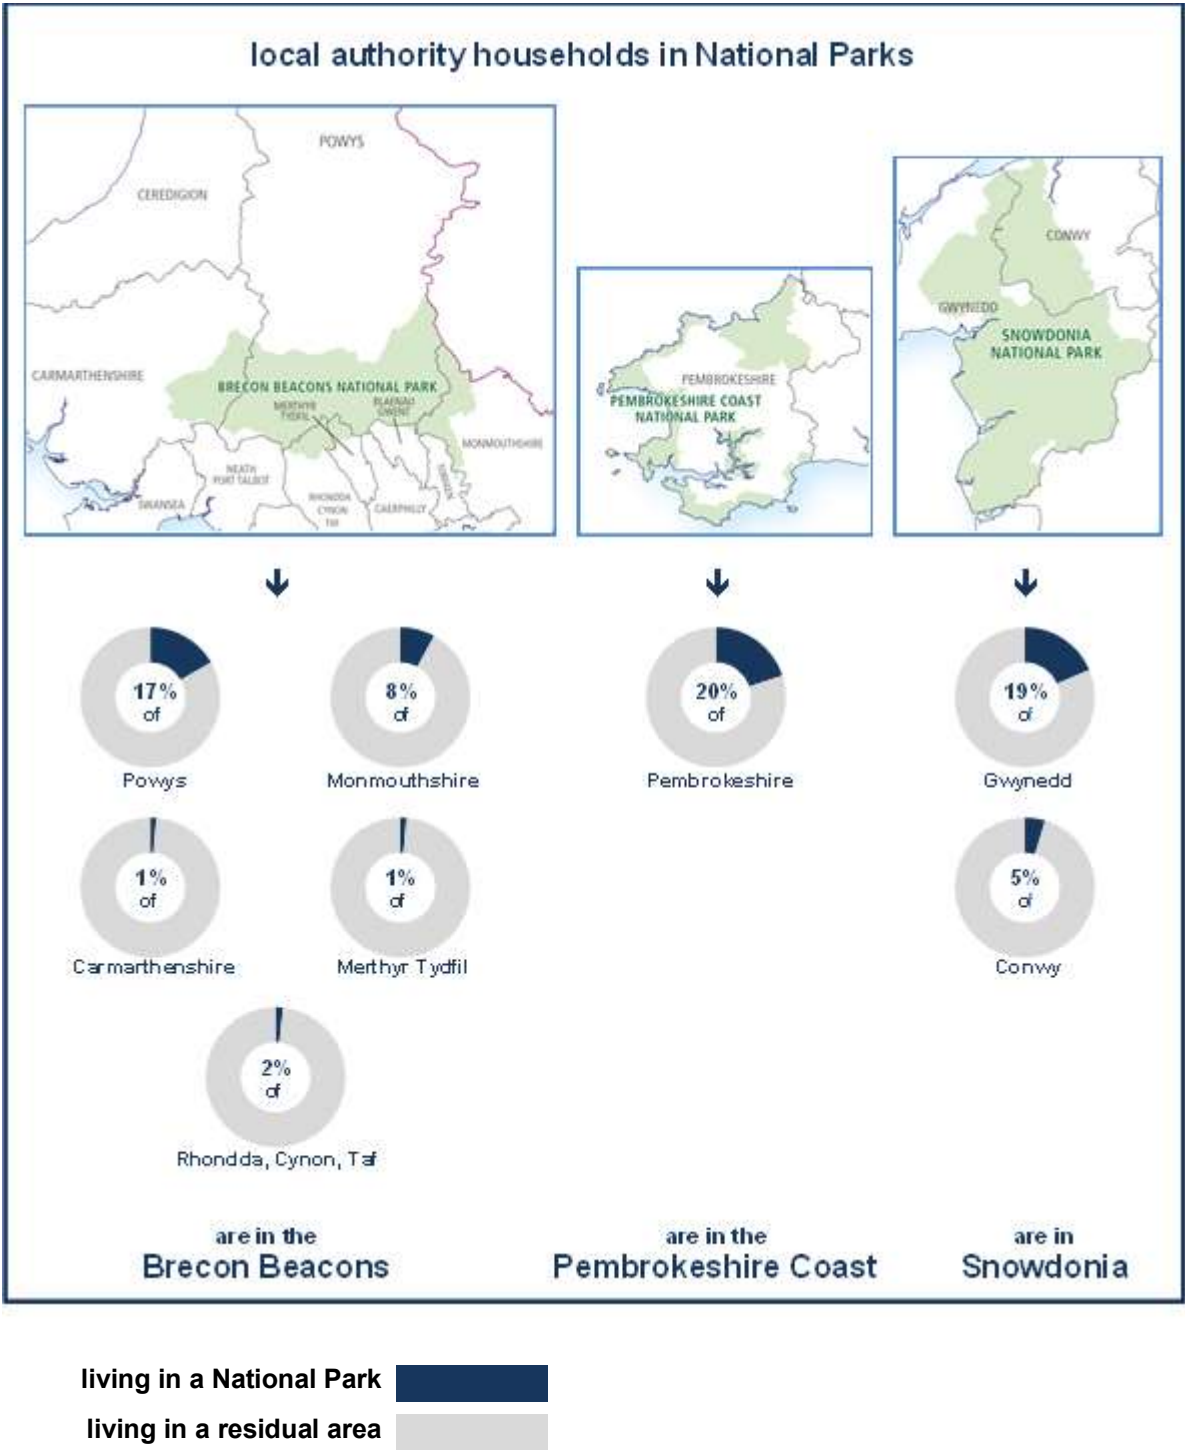 local authority households in National Parks
POWYS
CEREDIGION
CARMARTHENSHIRE
BRECON BEACONS NATIONAL PARK
MERTHYR
TYDFIL
BLAENAU
GWENT
MONMOUTHSHIRE
NEATH
PORT TALBOT
SWANSEA
RHONDDA
CYNON
TAF
CAERPHILLY
PEMBROKESHIRE
PEMBROKESHIRE COAST
NATIONAL PARK
CONWY
GWYNEDD
SNOWDONIA
NATIONAL PARK
17%
of
Powys
8%
of
Monmouthshire
20%
of
Pembrokeshire
19%
of
Gwynedd
1%
of
Carmarthenshire
1%
of
Merthyr Tydfil
5%
of
Conwy
2%
of
Rhondda, Cynon, Taf
are in the
Brecon Beacons
are in the
Pembrokeshire Coast
are in
Snowdonia
living in a National Park
living in a residual area